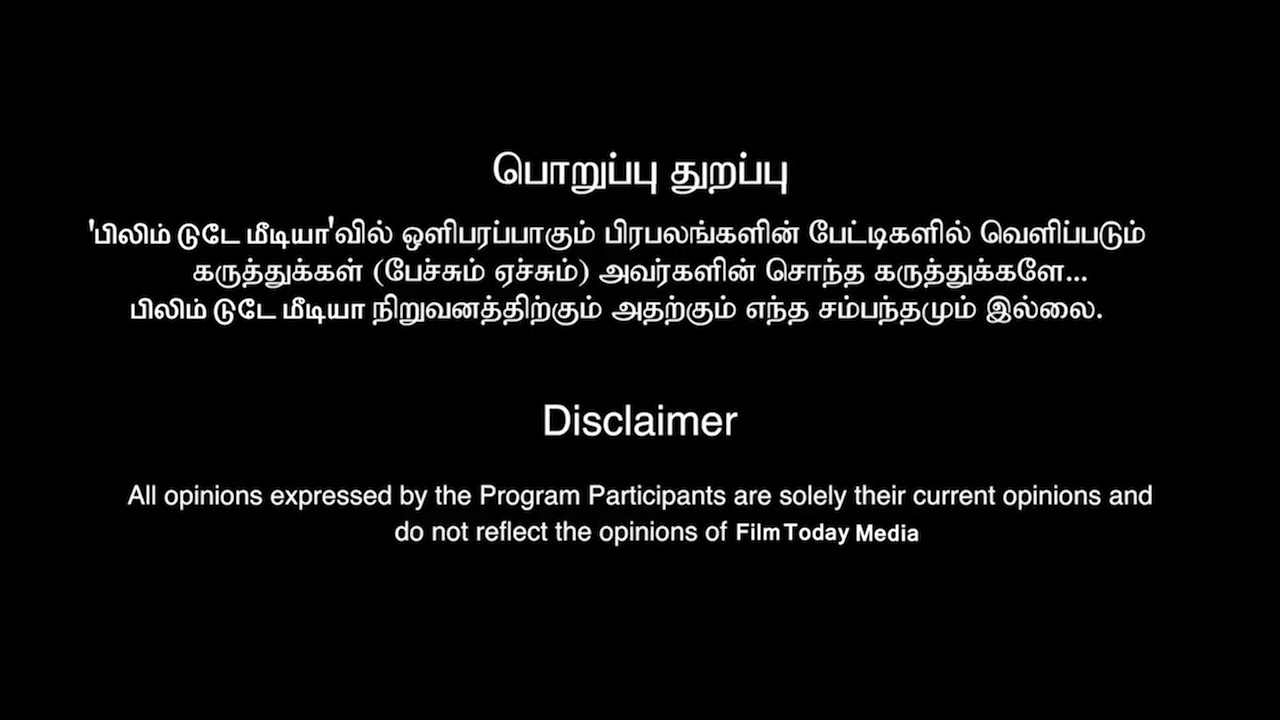 பொறுப்பு துறப்பு
'பிலிம் டுடே மீடியா'வில் ஒளிபரப்பாகும் பிரபலங்களின் பேட்டிகளில் வெளிப்படும்
கருத்துக்கள் (பேச்சும் ஏச்சும்) அவர்களின் சொந்த கருத்துக்களே...
பிலிம் டுடே மீடியா நிறுவனத்திற்கும் அதற்கும் எந்த சம்பந்தமும் இல்லை.
Disclaimer
All opinions expressed by the Program Participants are solely their current opinions and
do not reflect the opinions of Film Today Media